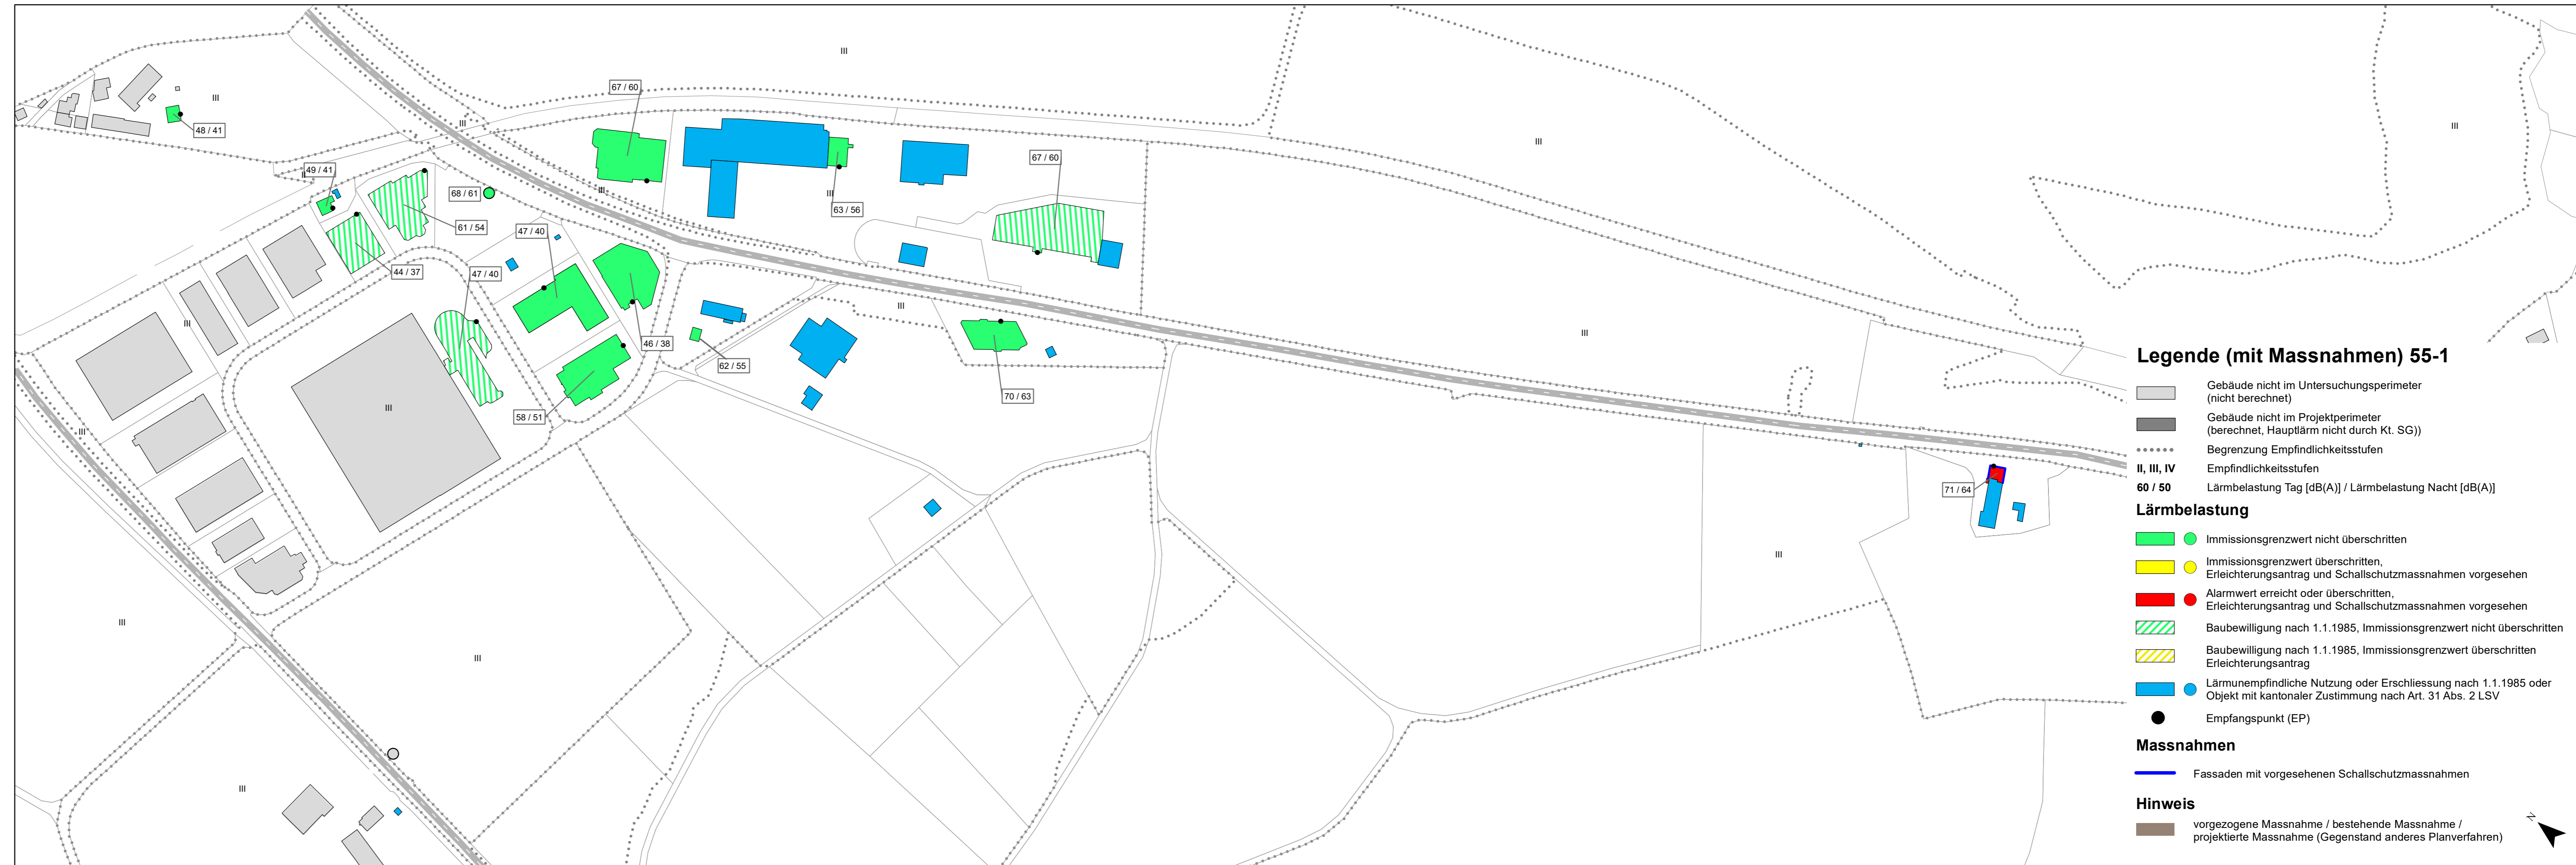 III
III
67 / 60
III
III
48 / 41
III
III
67 / 60
49 / 41
68 / 61
III
III
63 / 56
61 / 54
47 / 40
44 / 37
47 / 40
III
III
III
46 / 38
62 / 55
70 / 63
III
58 / 51
III
71 / 64
III
III
III
III
Legende (mit Massnahmen) 55-1
Gebäude nicht im Untersuchungsperimeter
(nicht berechnet)
Gebäude nicht im Projektperimeter
(berechnet, Hauptlärm nicht durch Kt. SG))
Begrenzung Empfindlichkeitsstufen
II, III, IV Empfindlichkeitsstufen
60 / 50 Lärmbelastung Tag [dB(A)] / Lärmbelastung Nacht [dB(A)]
Lärmbelastung
Immissionsgrenzwert nicht überschritten
Immissionsgrenzwert überschritten,
Erleichterungsantrag und Schallschutzmassnahmen vorgesehen
Alarmwert erreicht oder überschritten,
Erleichterungsantrag und Schallschutzmassnahmen vorgesehen
Baubewilligung nach 1.1.1985, Immissionsgrenzwert nicht überschritten
Baubewilligung nach 1.1.1985, Immissionsgrenzwert überschritten
Erleichterungsantrag
Lärmunempfindliche Nutzung oder Erschliessung nach 1.1.1985 oder
Objekt mit kantonaler Zustimmung nach Art. 31 Abs. 2 LSV
Empfangspunkt (EP)
Massnahmen
Fassaden mit vorgesehenen Schallschutzmassnahmen
Hinweis
vorgezogene Massnahme / bestehende Massnahme /
projektierte Massnahme (Gegenstand anderes Planverfahren)
N